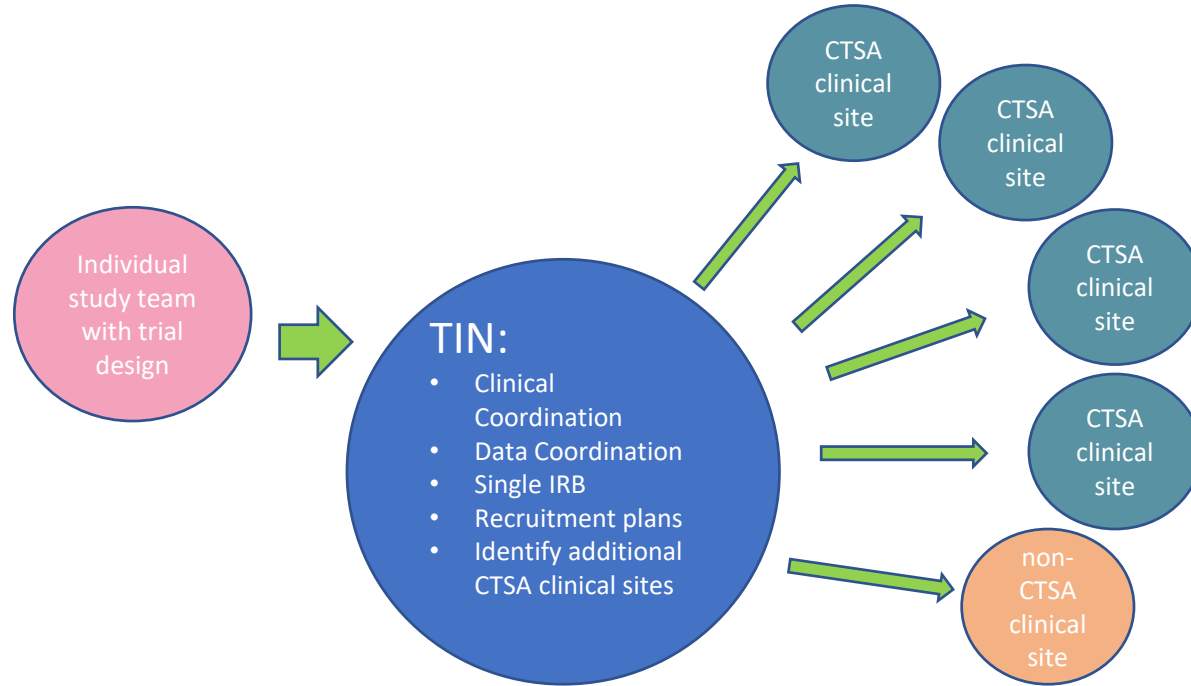 Individual
study team
with trial
design
TIN:
• Clinical
Coordination
• Data Coordination
• Single IRB
• Recruitment plans
• Identify additional
CTSA clinical sites
CTSA
clinical
site
CTSA
clinical
site
CTSA
clinical
site
CTSA
clinical
site
non-
CTSA
clinical
site